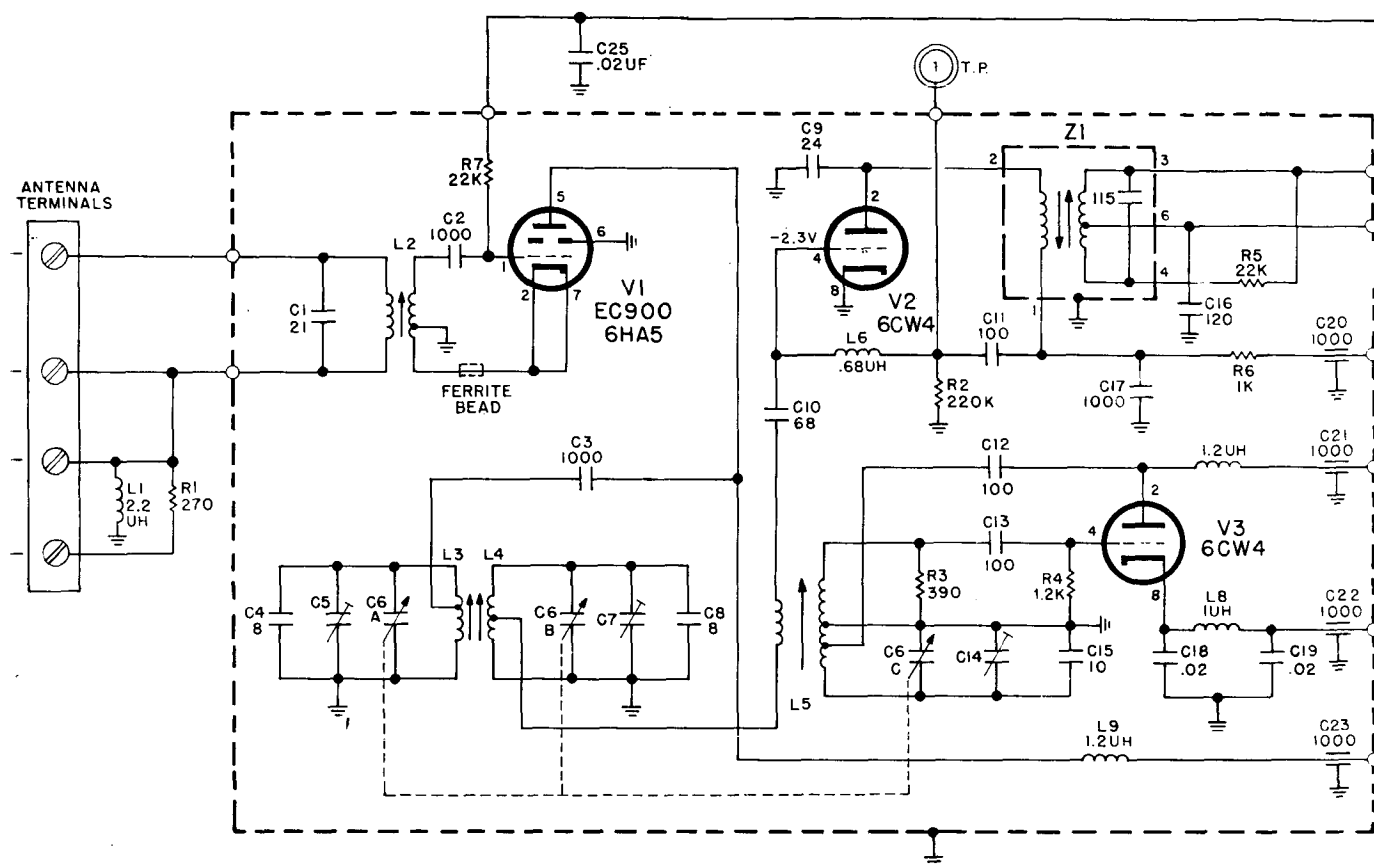 C25
.02UF
1
T.P.
ANTENNA
TERMINALS
R7
22K
C2
1000
L2
C1
21
5
6
1
2
7
V1
EC900
6HA5
FERRITE
BEAD
C9
24
2
-2.3V
4
8
V2
6CW4
Z1
2
3
115
6
4
1
R5
22K
C16
120
C11
100
L6
.68UH
R2
220K
C17
1000
R6
1K
C20
1000
C10
68
L1
2.2
UH
R1
270
C3
1000
C12
100
1.2UH
C21
1000
2
V3
6CW4
4
8
C13
100
R3
390
R4
1.2K
L3
L4
C4
8
C5
C6
A
C6
B
C7
C8
8
L5
C6
C
C14
C15
10
L8
1UH
C22
1000
C18
.02
C19
.02
L9
1.2UH
C23
1000